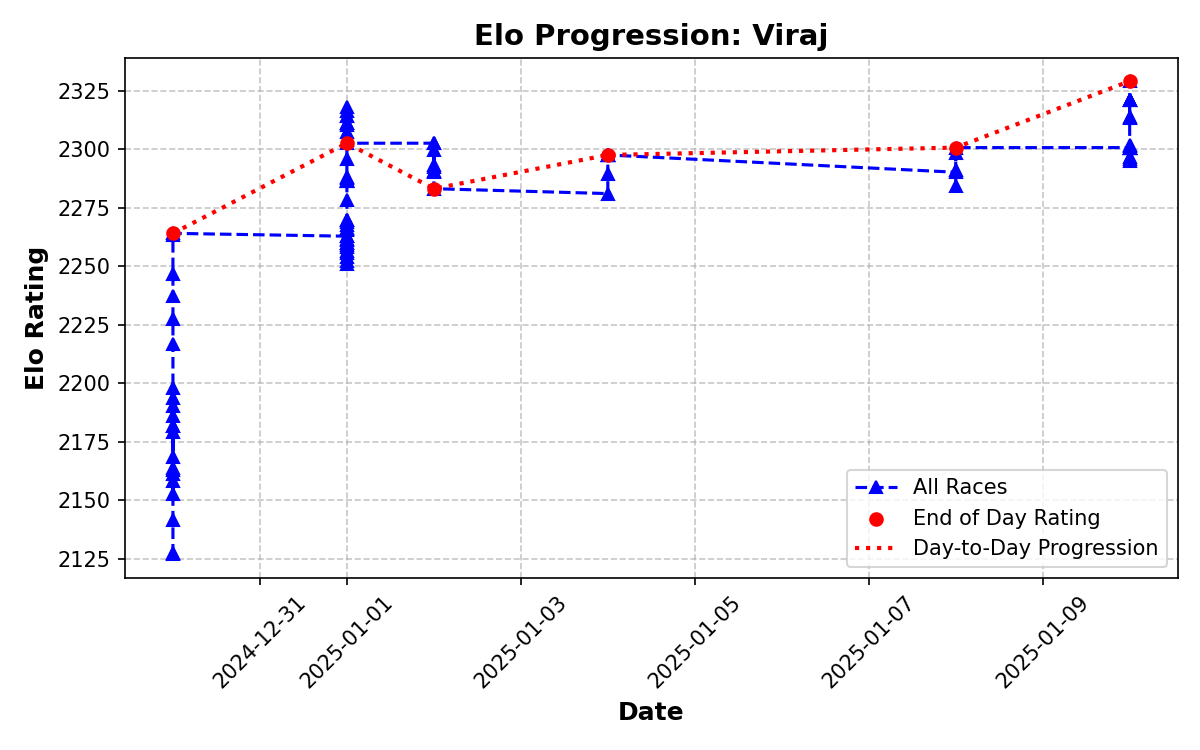 Elo Progression: Viraj
Elo Rating
2325
2300
2275
2250
2225
2200
2175
2150
2125
All Races
End of Day Rating
Day-to-Day Progression
2024-12-31
2025-01-01
2025-01-03
2025-01-05
2025-01-07
2025-01-09
Date